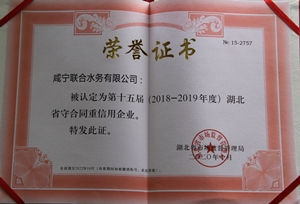 荣誉证书
№ 15-2757
咸宁联合水务有限公司：
被认定为第十五届（2018-2019年度）湖北
省守合同重信用企业。
特发此证。
湖北省市场监督管理局
二〇二〇年十月